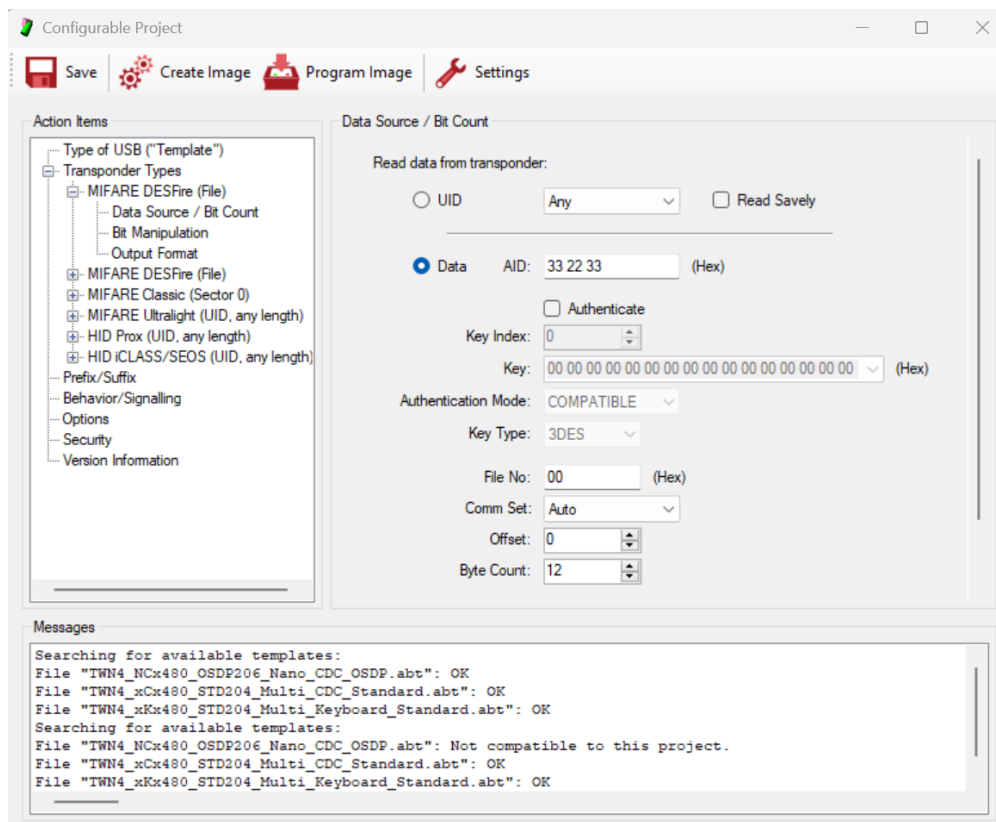 Configurable Project
Save Create Image Program Image Settings
Action Items
Type of USB ("Template")
Transponder Types
MIFARE DESFire (File)
Data Source / Bit Count
Bit Manipulation
Output Format
MIFARE DESFire (File)
MIFARE Classic (Sector 0)
MIFARE Ultralight (UID, any length)
HID Prox (UID, any length)
HID iCLASS/SEOS (UID, any length)
Prefix/Suffix
Behavior/Signalling
Options
Security
Version Information
Data Source / Bit Count
Read data from transponder:
UID Any Read Savely
Data AID: 33 22 33 (Hex)
Authenticate
Key Index: 0
Key: 00 00 00 00 00 00 00 00 00 00 00 00 00 00 00 00 (Hex)
Authentication Mode: COMPATIBLE
Key Type: 3DES
File No: 00 (Hex)
Comm Set: Auto
Offset: 0
Byte Count: 12
Messages
Searching for available templates:
File "TWN4_NCx480_OSDP206_Nano_CDC_OSDP.abt": OK
File "TWN4_xCx480_STD204_Multi_CDC_Standard.abt": OK
File "TWN4_xKx480_STD204_Multi_Keyboard_Standard.abt": OK
Searching for available templates:
File "TWN4_NCx480_OSDP206_Nano_CDC_OSDP.abt": Not compatible to this project.
File "TWN4_xCx480_STD204_Multi_CDC_Standard.abt": OK
File "TWN4_xKx480_STD204_Multi_Keyboard_Standard.abt": OK